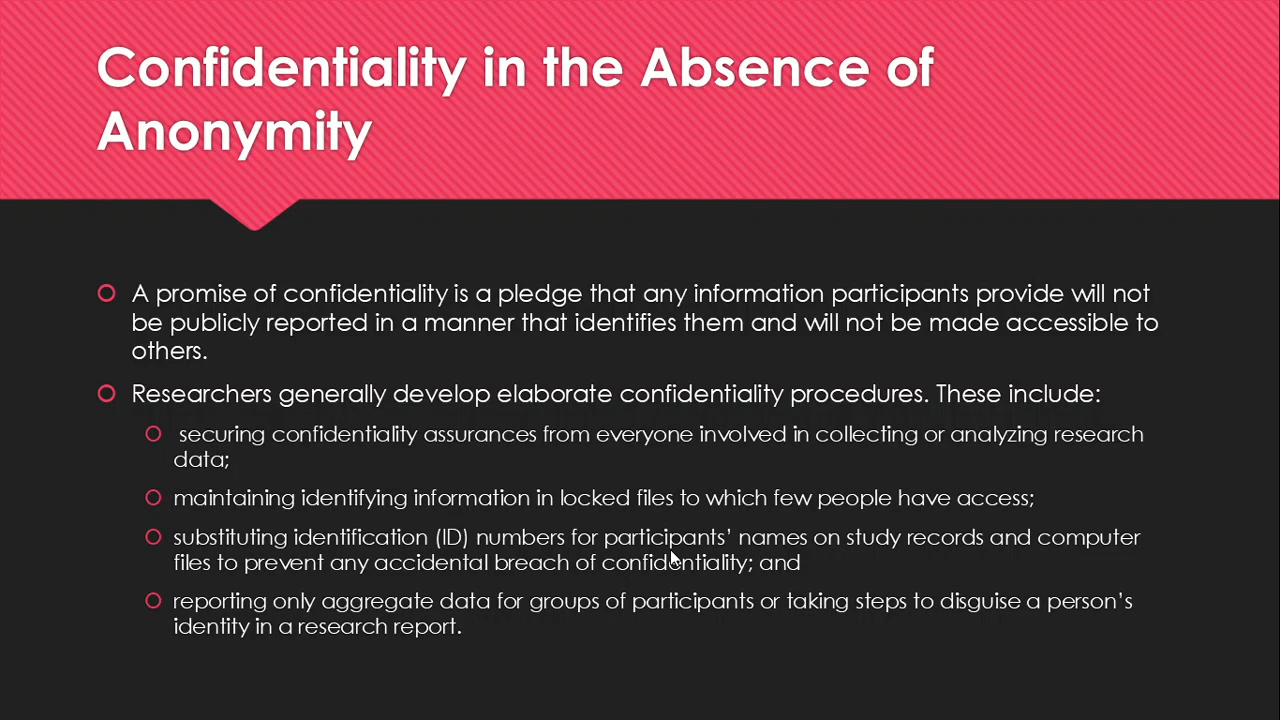 Confidentiality in the Absence of
Anonymity
A promise of confidentiality is a pledge that any information participants provide will not
be publicly reported in a manner that identifies them and will not be made accessible to
others.
Researchers generally develop elaborate confidentiality procedures. These include:
securing confidentiality assurances from everyone involved in collecting or analyzing research
data;
maintaining identifying information in locked files to which few people have access;
substituting identification (ID) numbers for participants’ names on study records and computer
files to prevent any accidental breach of confidentiality; and
reporting only aggregate data for groups of participants or taking steps to disguise a person’s
identity in a research report.